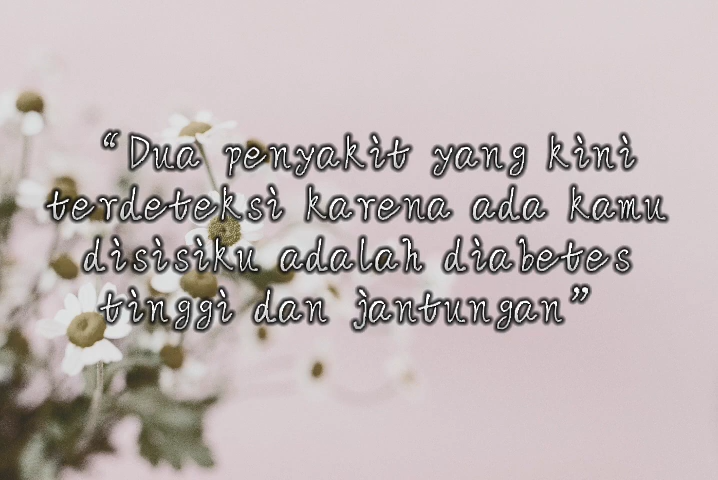 “Dua penyakit yang kini
terdeteksi karena ada kamu
disisiku adalah diabetes
tinggi dan jantungan”